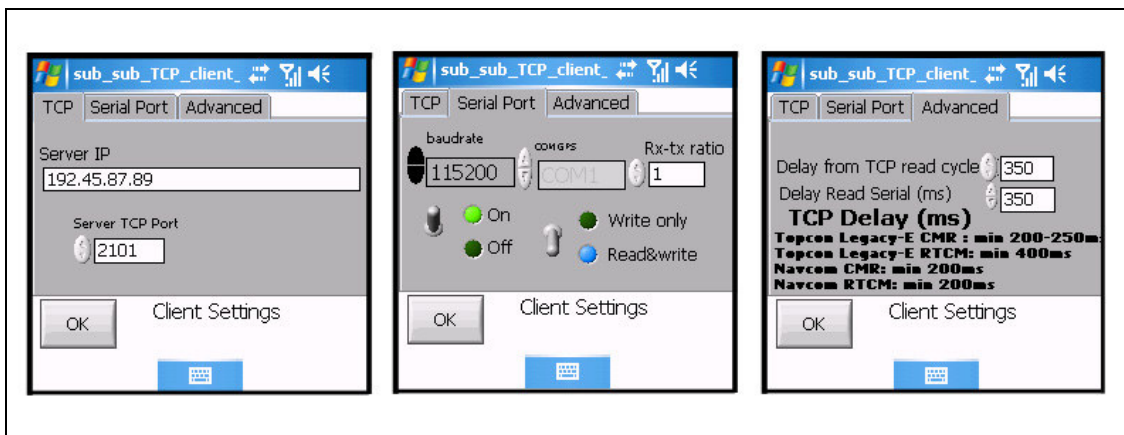 sub_sub_TCP_client_
TCP Serial Port Advanced
Server IP
192.45.87.89
Server TCP Port
2101
OK
Client Settings
sub_sub_TCP_client_
TCP Serial Port Advanced
baudrate COM GPS Rx-tx ratio
115200 COM1 1
On
Write only
Off
Read&write
OK
Client Settings
sub_sub_TCP_client_
TCP Serial Port Advanced
Delay from TCP read cycle 350
Delay Read Serial (ms) 350
TCP Delay (ms)
Topcon Legacy-E CMR : min 200-250m
Topcon Legacy-E RTCM: min 400ms
Navcom CMR: min 200ms
Navcom RTCM: min 200ms
OK
Client Settings